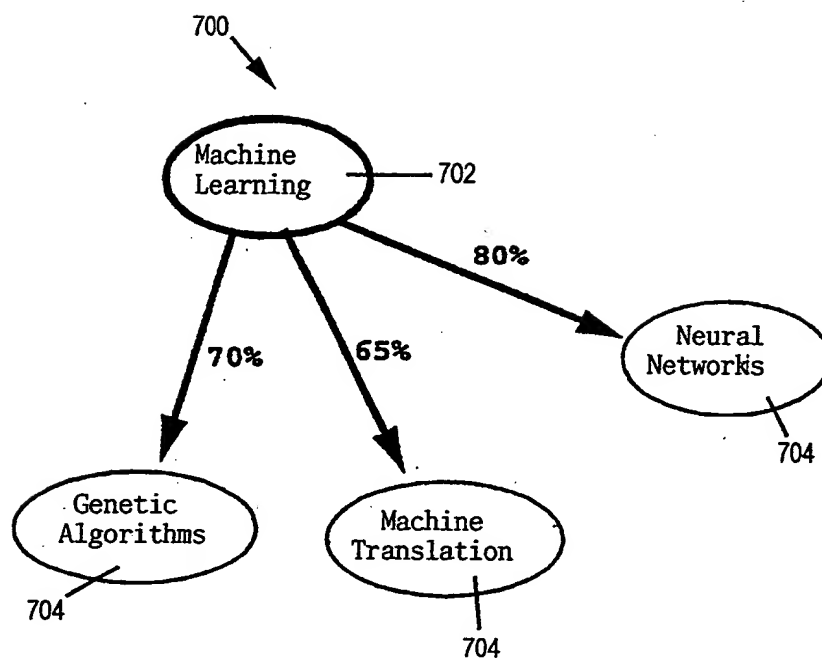 700
Machine
Learning
702
80%
70%
65%
Neural
Networks
704
Genetic
Algorithms
Machine
Translation
704
704